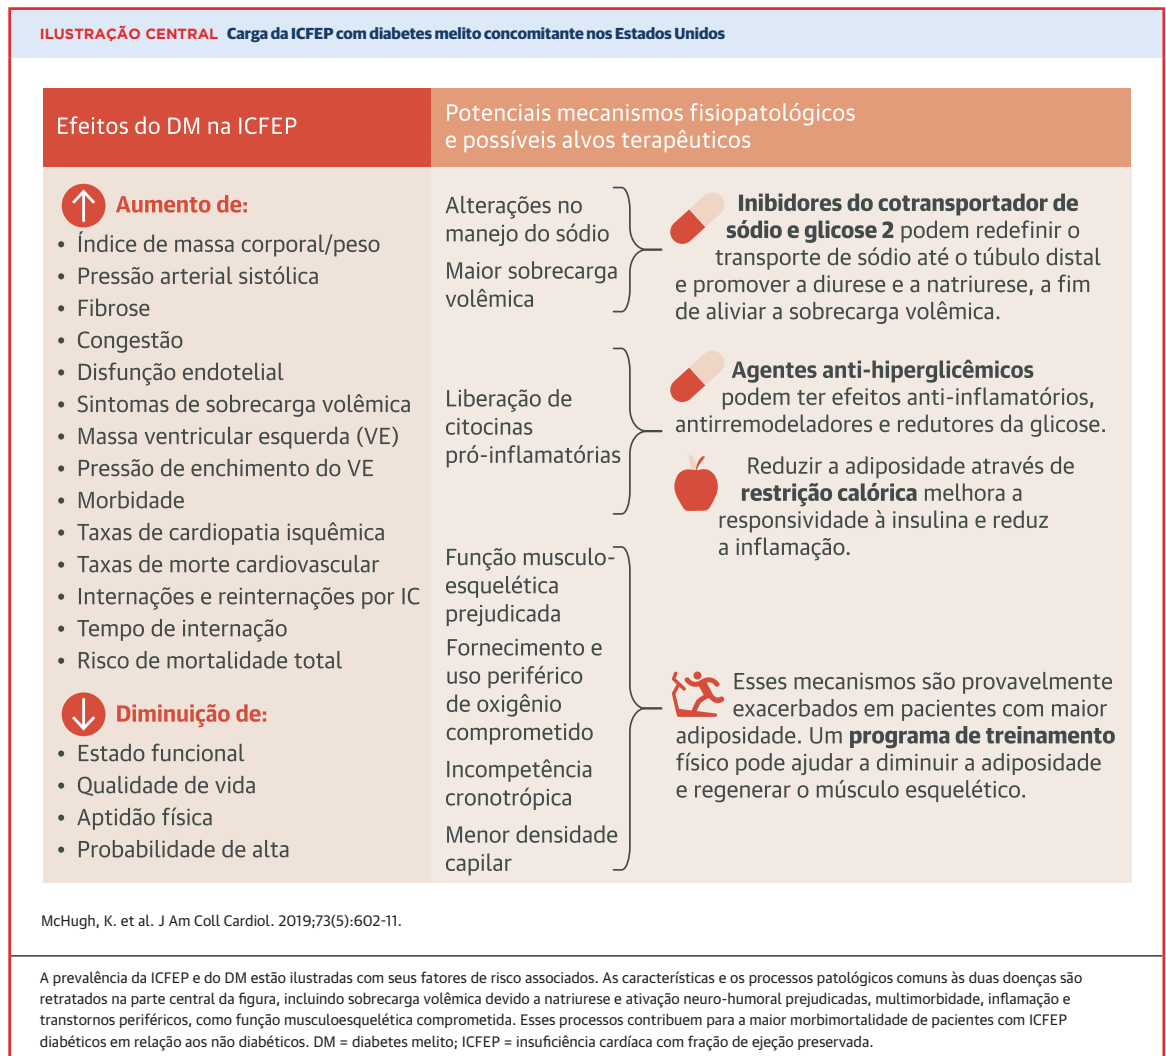 ILUSTRAÇÃO CENTRAL Carga da ICFEP com diabetes melito concomitante nos Estados Unidos
Efeitos do DM na ICFEP
Potenciais mecanismos fisiopatológicos
e possíveis alvos terapêuticos
Aumento de:
• Índice de massa corporal/peso
• Pressão arterial sistólica
• Fibrose
• Congestão
• Disfunção endotelial
• Sintomas de sobrecarga volêmica
• Massa ventricular esquerda (VE)
• Pressão de enchimento do VE
• Morbidade
• Taxas de cardiopatia isquêmica
• Taxas de morte cardiovascular
• Internações e reinternações por IC
• Tempo de internação
• Risco de mortalidade total
Diminuição de:
• Estado funcional
• Qualidade de vida
• Aptidão física
• Probabilidade de alta
Alterações no
manejo do sódio
Maior sobrecarga
volêmica
Inibidores do cotransportador de
sódio e glicose 2 podem redefinir o
transporte de sódio até o túbulo distal
e promover a diurese e a natriurese, a fim
de aliviar a sobrecarga volêmica.
Liberação de
citocinas
pró-inflamatórias
Agentes anti-hiperglicêmicos
podem ter efeitos anti-inflamatórios,
antirremodeladores e redutores da glicose.
Reduzir a adiposidade através de
restrição calórica melhora a
responsividade à insulina e reduz
a inflamação.
Função musculo-
esquelética
prejudicada
Fornecimento e
uso periférico
de oxigênio
comprometido
Incompetência
cronotrópica
Menor densidade
capilar
Esses mecanismos são provavelmente
exacerbados em pacientes com maior
adiposidade. Um programa de treinamento
físico pode ajudar a diminuir a adiposidade
e regenerar o músculo esquelético.
McHugh, K. et al. J Am Coll Cardiol. 2019;73(5):602-11.
A prevalência da ICFEP e do DM estão ilustradas com seus fatores de risco associados. As características e os processos patológicos comuns às duas doenças são
retratados na parte central da figura, incluindo sobrecarga volêmica devido a natriurese e ativação neuro-humoral prejudicadas, multimorbidade, inflamação e
transtornos periféricos, como função musculoesquelética comprometida. Esses processos contribuem para a maior morbimortalidade de pacientes com ICFEP
diabéticos em relação aos não diabéticos. DM = diabetes melito; ICFEP = insuficiência cardíaca com fração de ejeção preservada.